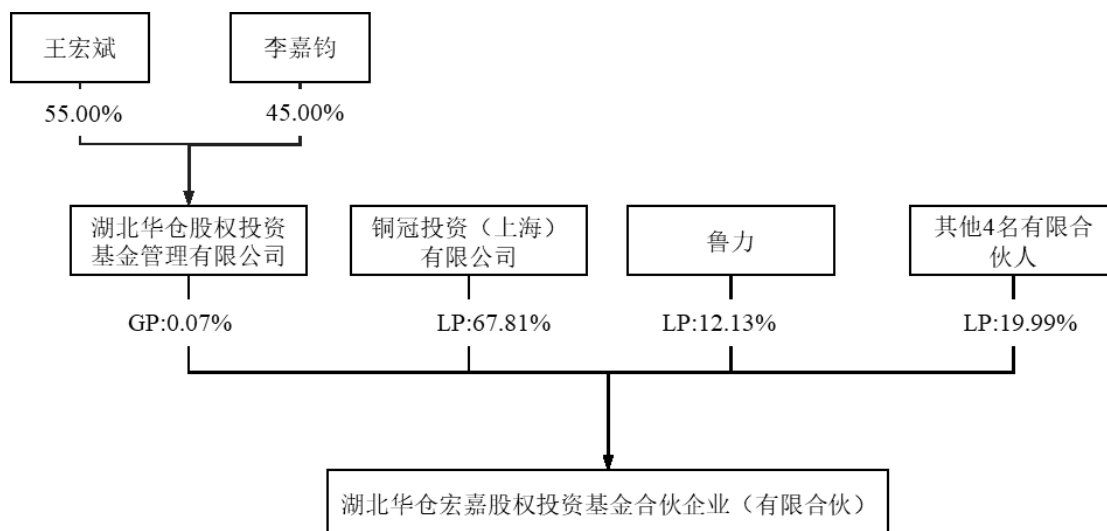 王宏斌
李嘉钧
55.00%
45.00%
湖北华仓股权投资
基金管理有限公司
铜冠投资（上海）
有限公司
鲁力
其他4名有限合
伙人
GP:0.07%
LP:67.81%
LP:12.13%
LP:19.99%
湖北华仓宏嘉股权投资基金合伙企业（有限合伙）